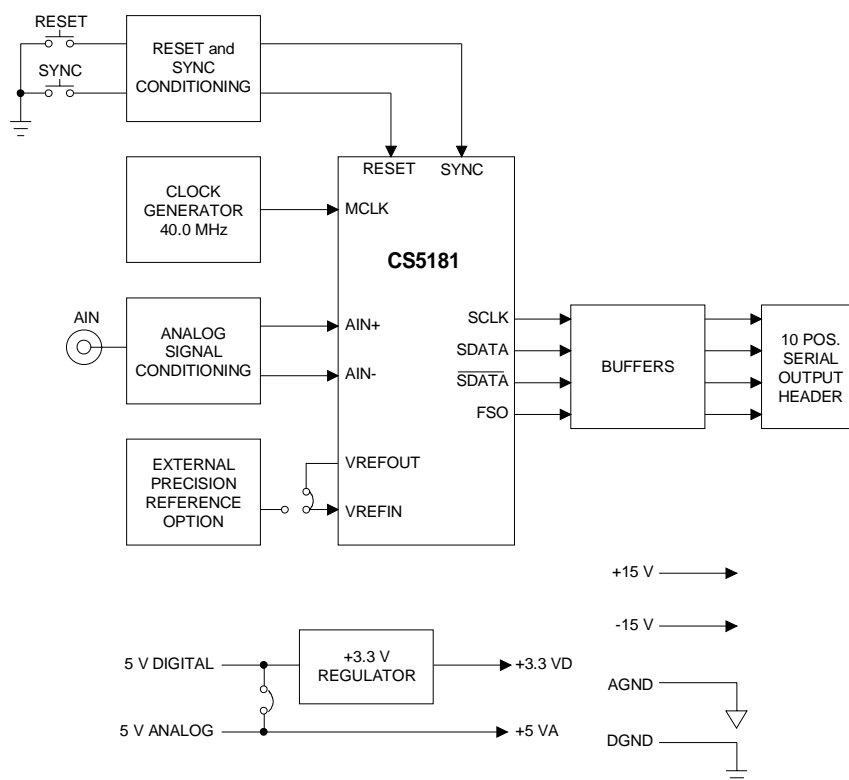 RESET
SYNC
RESET and
SYNC
CONDITIONING
RESET
SYNC
CLOCK
GENERATOR
40.0 MHz
MCLK
CS5181
AIN
ANALOG
SIGNAL
CONDITIONING
AIN+
AIN-
SCLK
SDATA
SDATA
FSO
BUFFERS
10 POS.
SERIAL
OUTPUT
HEADER
EXTERNAL
PRECISION
REFERENCE
OPTION
VREFOUT
VREFIN
+15 V
-15 V
5 V DIGITAL
+3.3 V
REGULATOR
+3.3 VD
AGND
5 V ANALOG
+5 VA
DGND